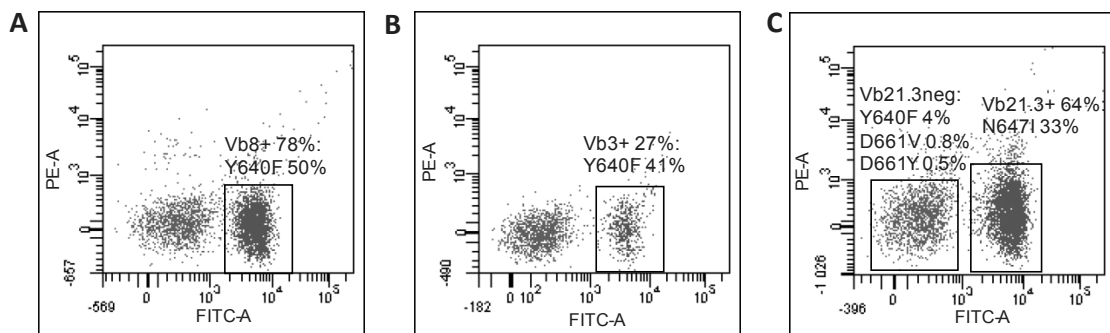 A
B
C
Vb8+ 78%:
Y640F 50%
PE-A
10^5
10^4
10^3
0
-657
-569
0
10^3
10^4
10^5
FITC-A
Vb3+ 27%:
Y640F 41%
PE-A
10^5
10^4
10^3
0
-490
-182
0
10^2
10^3
10^4
10^5
FITC-A
Vb21.3neg:
Y640F 4%
D661V 0.8%
D661Y 0.5%
Vb21.3+ 64%:
N647I 33%
PE-A
10^5
10^4
10^3
0
-1 026
-396
0
10^3
10^4
10^5
FITC-A